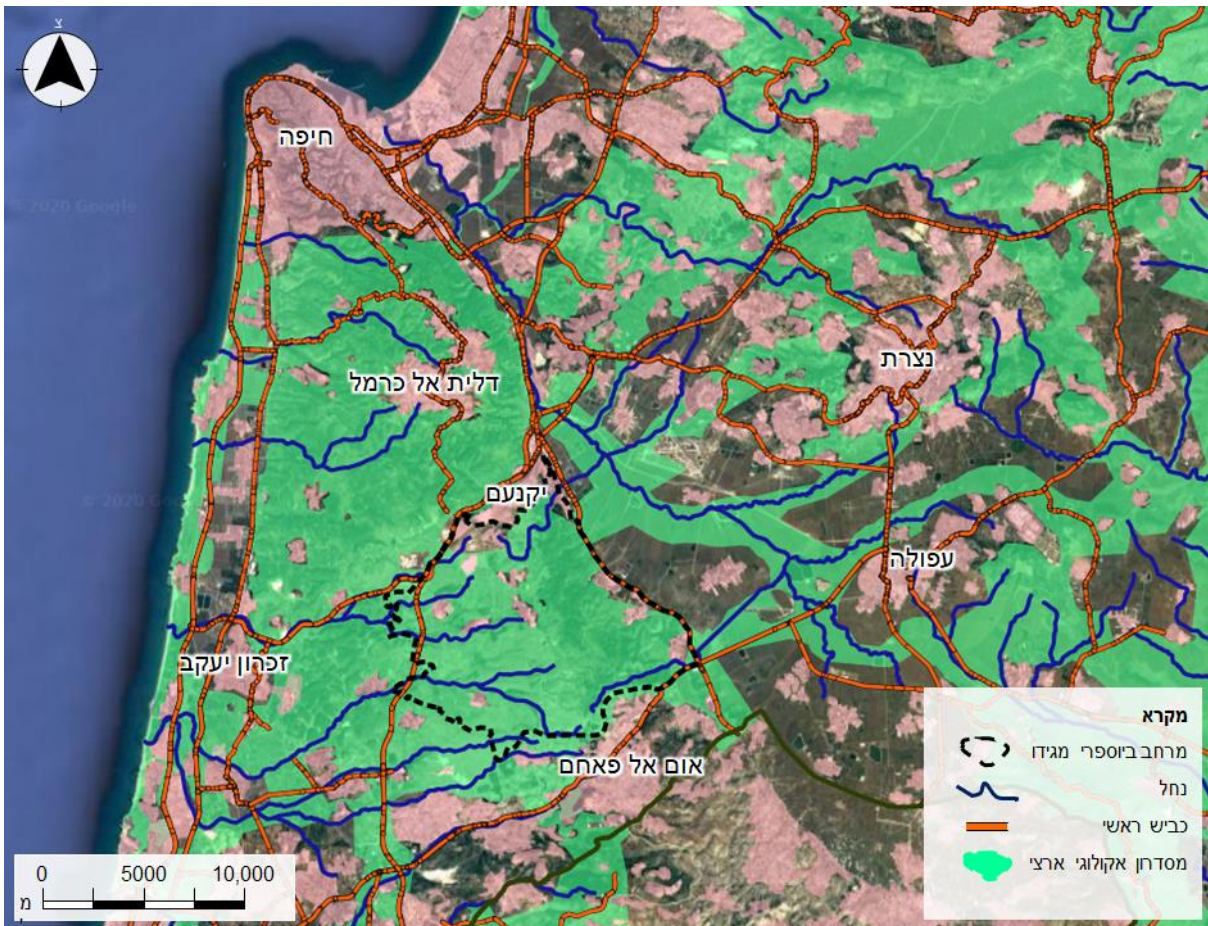 צ
חיפה
© 2020 Google
נצרת
דלית אל כרמל
© 2020
יקנעם
עפולה
זכרון יעקב
אום אל פאחם
מקרא
מרחב ביוספרי מגידו
נחל
כביש ראשי
מסדרון אקולוגי ארצי
0 5000 10,000
מ'